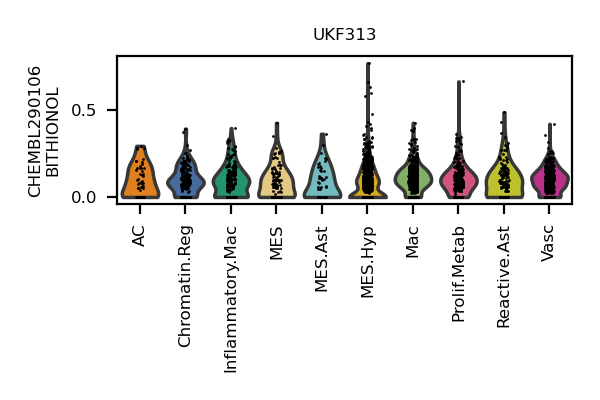 UKF313
CHEMBL290106
BITHIONOL
0.5
0.0
AC
Chromatin.Reg
Inflammatory.Mac
MES
MES.Ast
MES.Hyp
Mac
Prolif.Metab
Reactive.Ast
Vasc